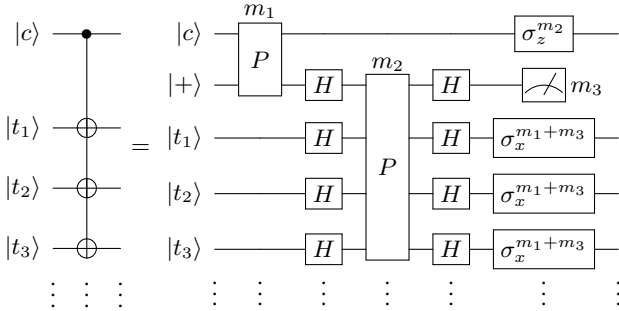 m₁
|c⟩ |c⟩ P σ_z^{m₂}
m₂
|+⟩ H H m₃
|t₁⟩ |t₁⟩ H H σ_x^{m₁+m₃}
= P
|t₂⟩ |t₂⟩ H H σ_x^{m₁+m₃}
|t₃⟩ |t₃⟩ H H σ_x^{m₁+m₃}
⋮ ⋮ ⋮ ⋮ ⋮ ⋮ ⋮ ⋮ ⋮ ⋮